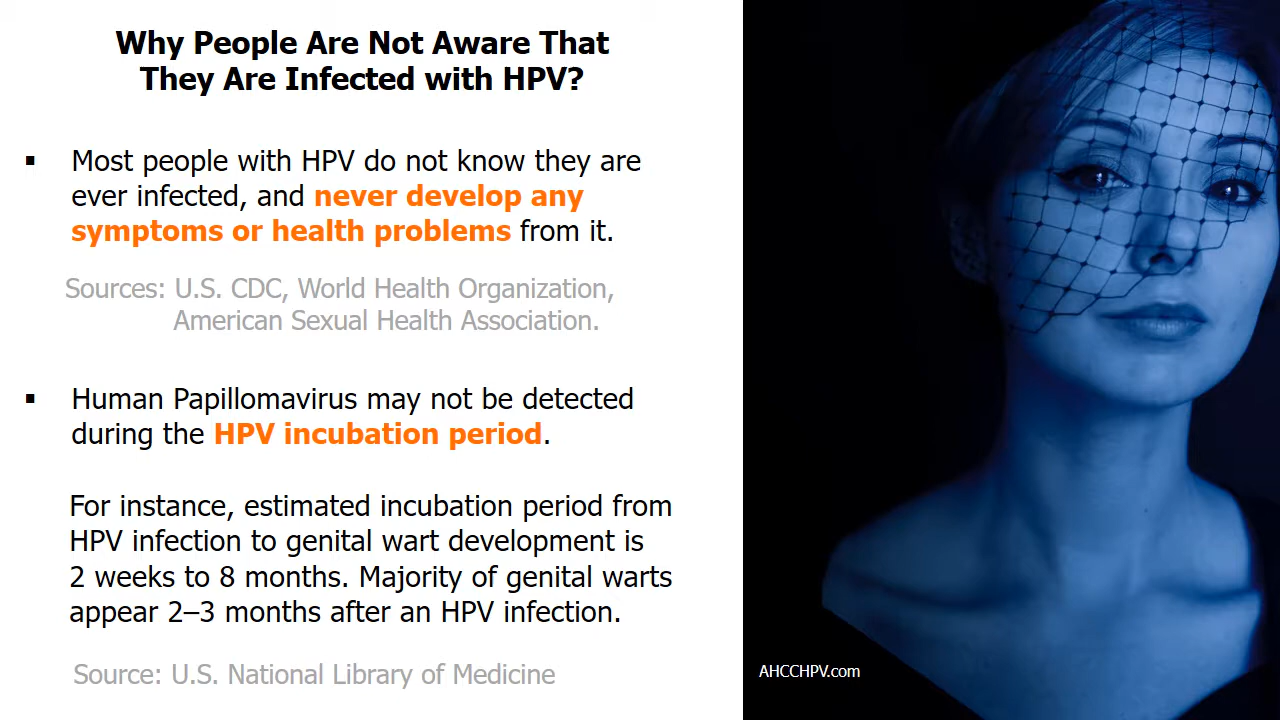 Why People Are Not Aware That
They Are Infected with HPV?
▪ Most people with HPV do not know they are
ever infected, and never develop any
symptoms or health problems from it.
Sources: U.S. CDC, World Health Organization,
American Sexual Health Association.
▪ Human Papillomavirus may not be detected
during the HPV incubation period.
For instance, estimated incubation period from
HPV infection to genital wart development is
2 weeks to 8 months. Majority of genital warts
appear 2–3 months after an HPV infection.
Source: U.S. National Library of Medicine
AHCCHPV.com